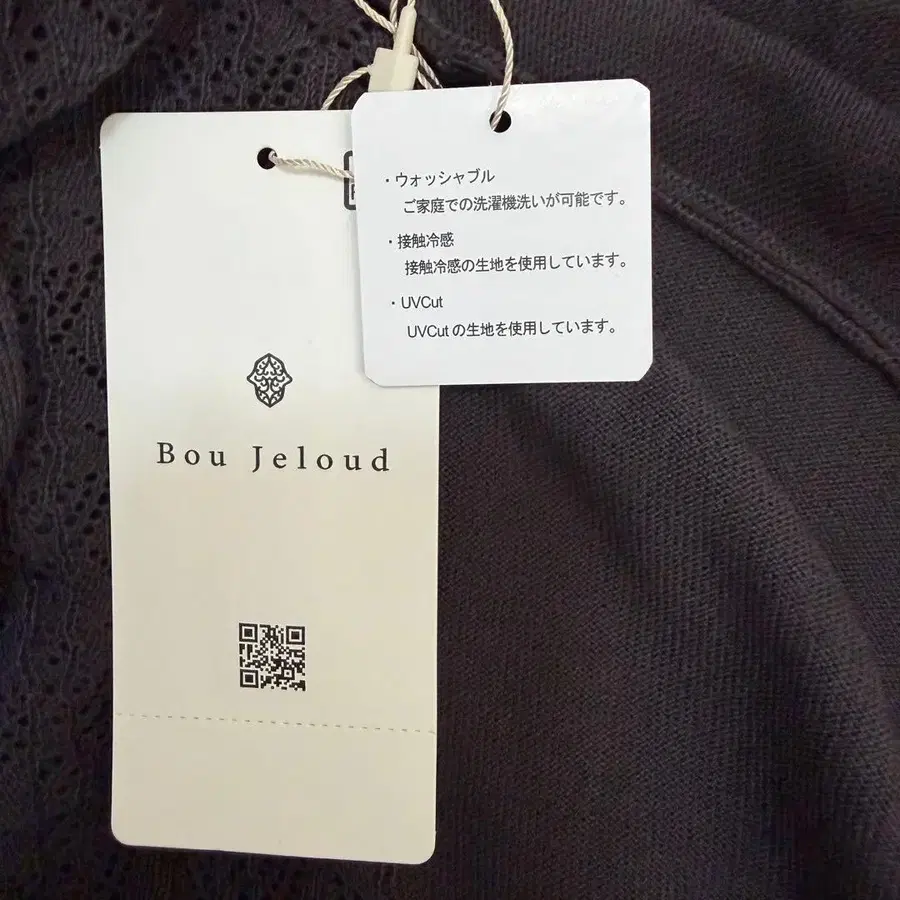 ・ウォッシャブル
ご家庭での洗濯機洗いが可能です。
・接触冷感
接触冷感の生地を使用しています。
・UVCut
UVCutの生地を使用しています。
Bou Jeloud